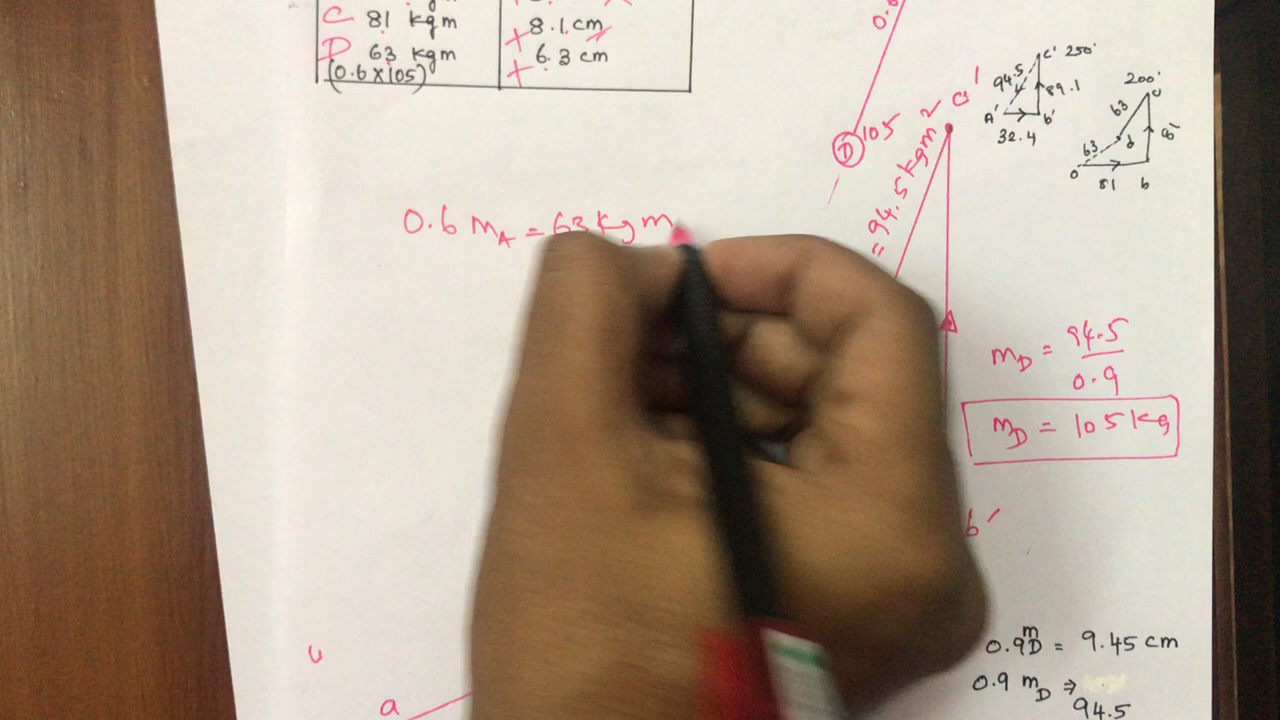 C 81 kgm 8.1 cm
D 63 kgm 6.3 cm
(0.6 x 105)
D 105
= 94.5 kgm²
c'
C' 250'
94.5
89.1
A' b'
32.4
200'
c
63
d
63
81
o 81 b
0.6 mA = 63 kgm
mD = 94.5
0.9
mD = 105 kg
b'
0.9 mD = 9.45 cm
0.9 mD ⇒
94.5
a